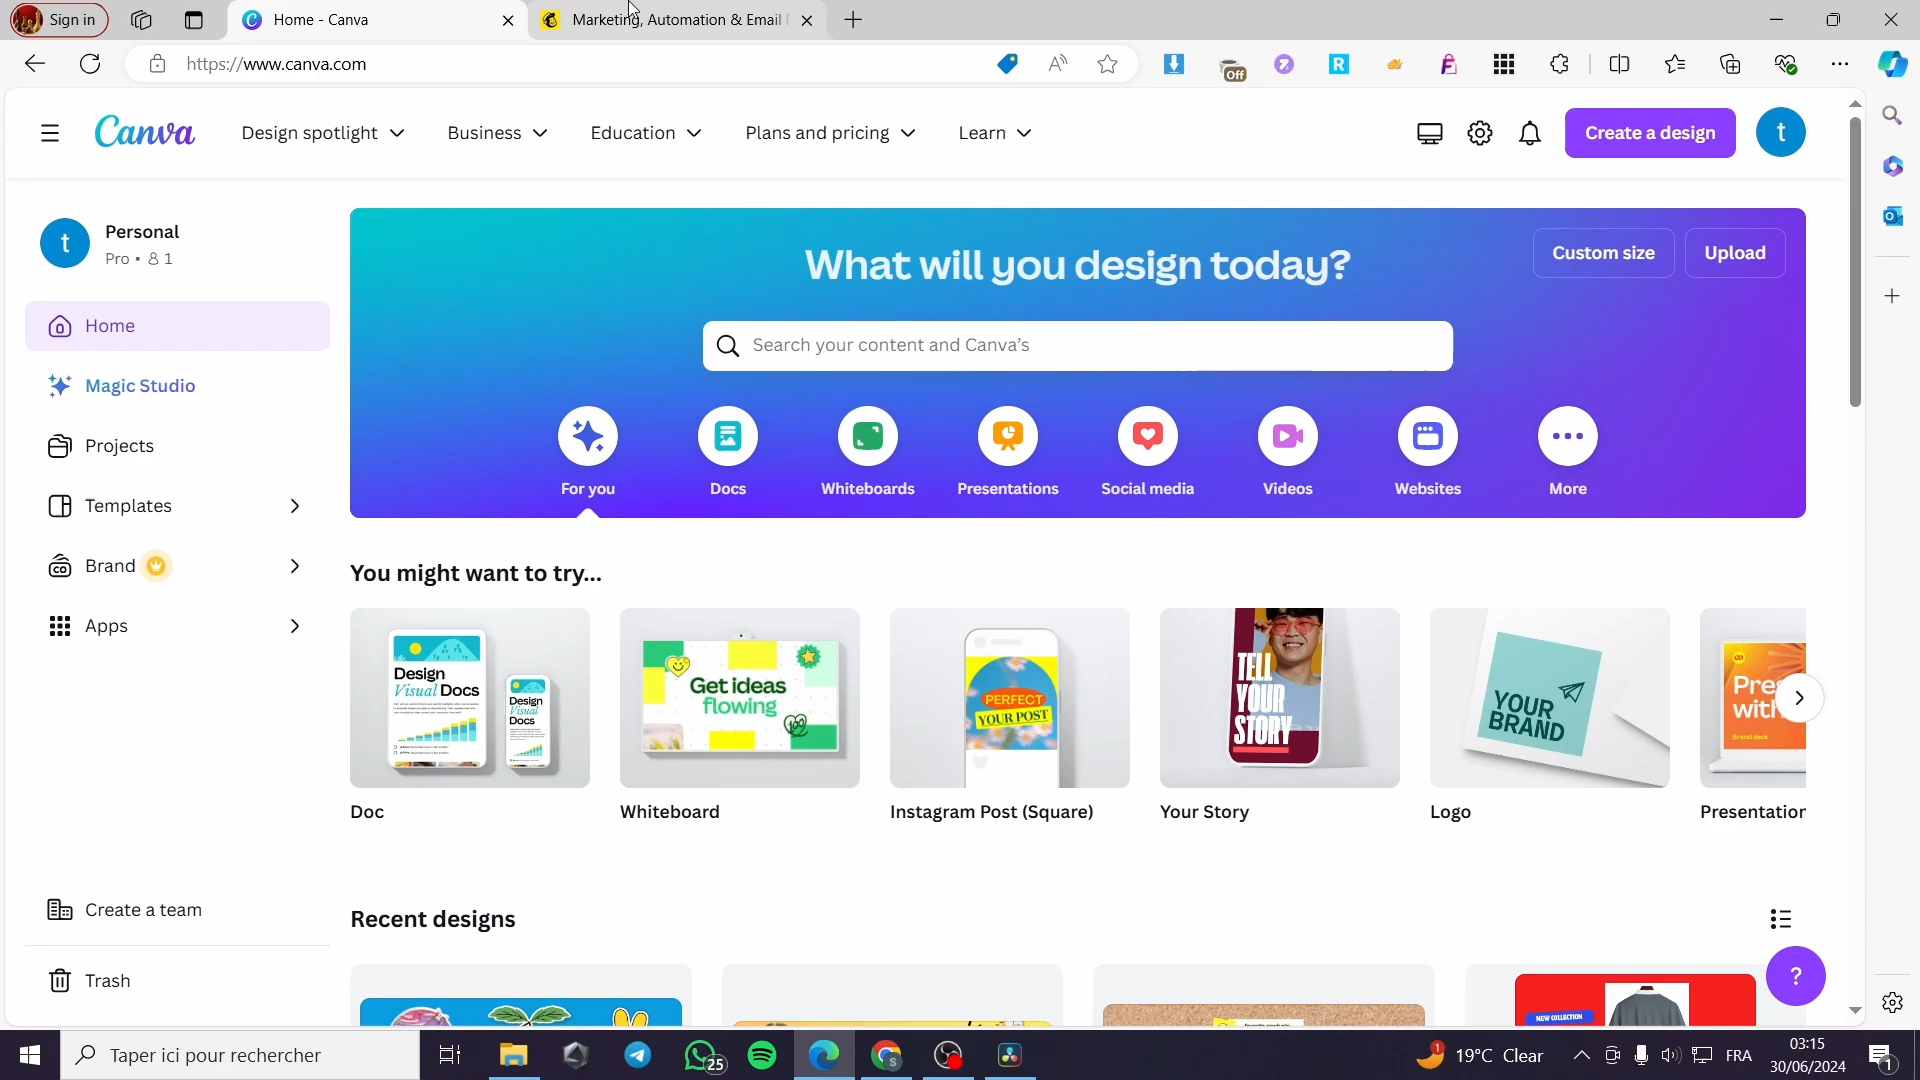 Sign in
Home - Canva
Marketing, Automation & Email
https://www.canva.com
Off
Canva
Design spotlight
Business
Education
Plans and pricing
Learn
Create a design
t
t
Personal
Pro • 1
Home
Magic Studio
Projects
Templates
Brand
Apps
Create a team
Trash
What will you design today?
Custom size
Upload
Search your content and Canva's
For you
Docs
Whiteboards
Presentations
Social media
Videos
Websites
More
You might want to try...
Design
Visual Docs
Design
Visual
Docs
Get ideas
flowing
100
PERFECT
YOUR POST
TELL
YOUR
STORY
YOUR
BRAND
Pre
with
Brand deck
Doc
Whiteboard
Instagram Post (Square)
Your Story
Logo
Presentation
Recent designs
NEW COLLECTION
?
Taper ici pour rechercher
25
1
19°C Clear
FRA
03:15
30/06/2024
1